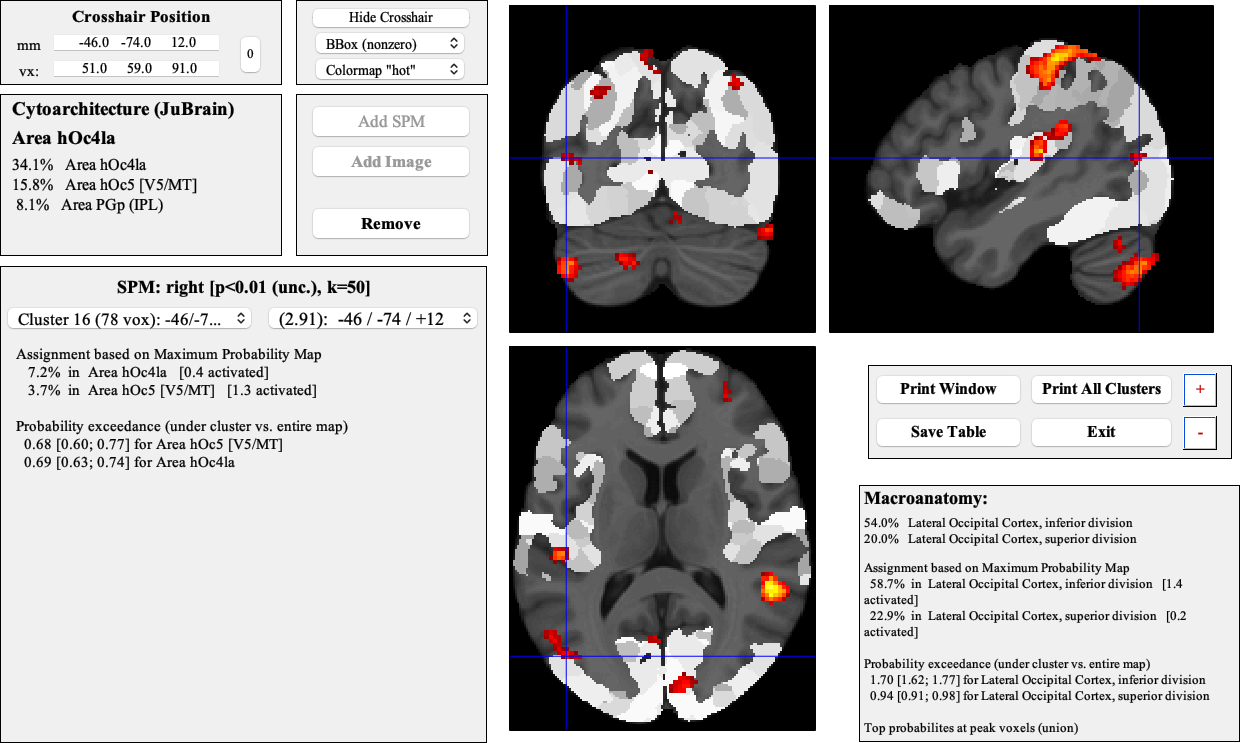 Crosshair Position
mm -46.0 -74.0 12.0
vx: 51.0 59.0 91.0
0
Hide Crosshair
BBox (nonzero)
Colormap "hot"
Cytoarchitecture (JuBrain)
Area hOc4la
34.1% Area hOc4la
15.8% Area hOc5 [V5/MT]
8.1% Area PGp (IPL)
Add SPM
Add Image
Remove
SPM: right [p<0.01 (unc.), k=50]
Cluster 16 (78 vox): -46/-7...
(2.91): -46 / -74 / +12
Assignment based on Maximum Probability Map
7.2% in Area hOc4la [0.4 activated]
3.7% in Area hOc5 [V5/MT] [1.3 activated]
Probability exceedance (under cluster vs. entire map)
0.68 [0.60; 0.77] for Area hOc5 [V5/MT]
0.69 [0.63; 0.74] for Area hOc4la
Print Window
Print All Clusters
+
Save Table
Exit
-
Macroanatomy:
54.0% Lateral Occipital Cortex, inferior division
20.0% Lateral Occipital Cortex, superior division
Assignment based on Maximum Probability Map
58.7% in Lateral Occipital Cortex, inferior division [1.4
activated]
22.9% in Lateral Occipital Cortex, superior division [0.2
activated]
Probability exceedance (under cluster vs. entire map)
1.70 [1.62; 1.77] for Lateral Occipital Cortex, inferior division
0.94 [0.91; 0.98] for Lateral Occipital Cortex, superior division
Top probabilites at peak voxels (union)